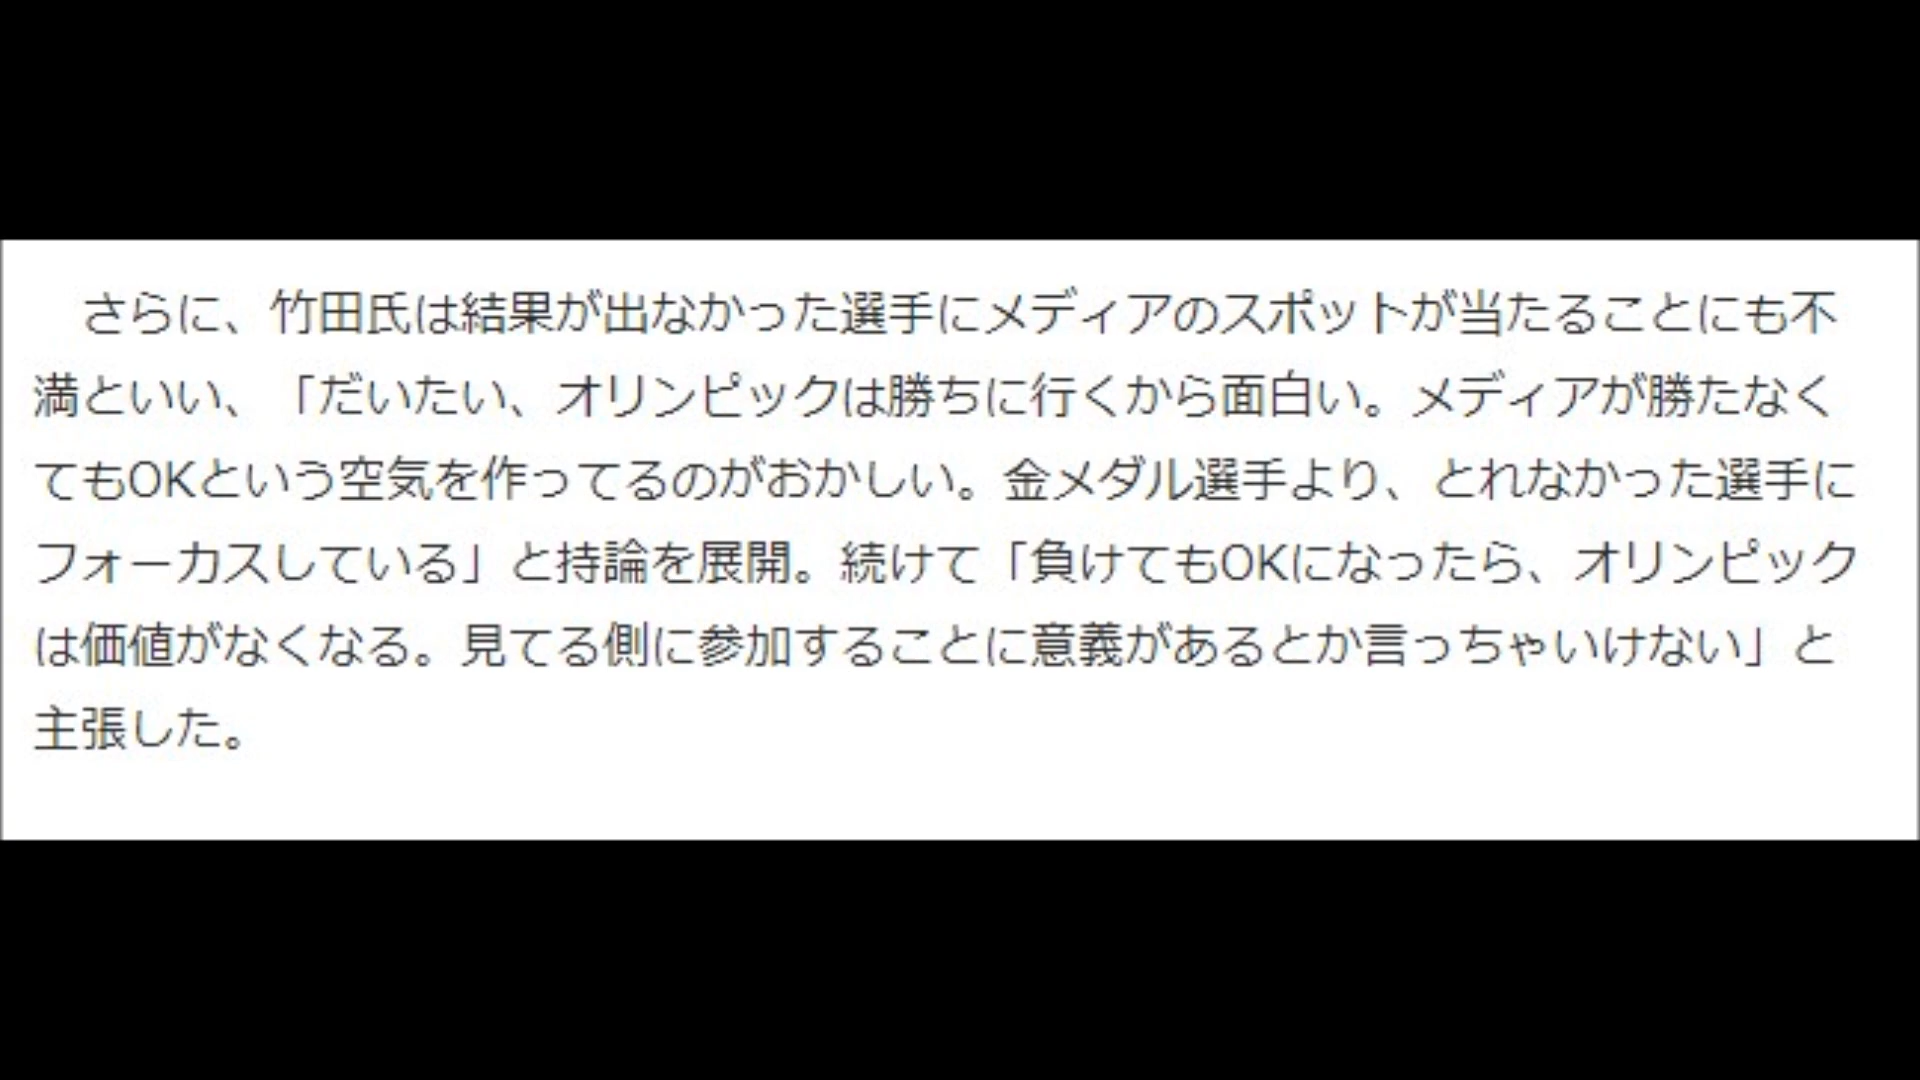 さらに、竹田氏は結果が出なかった選手にメディアのスポットが当たることにも不
満といい、「だいたい、オリンピックは勝ちに行くから面白い。メディアが勝たなく
てもOKという空気を作ってるのがおかしい。金メダル選手より、とれなかった選手に
フォーカスしている」と持論を展開。続けて「負けてもOKになったら、オリンピック
は価値がなくなる。見てる側に参加することに意義があるとか言っちゃいけない」と
主張した。